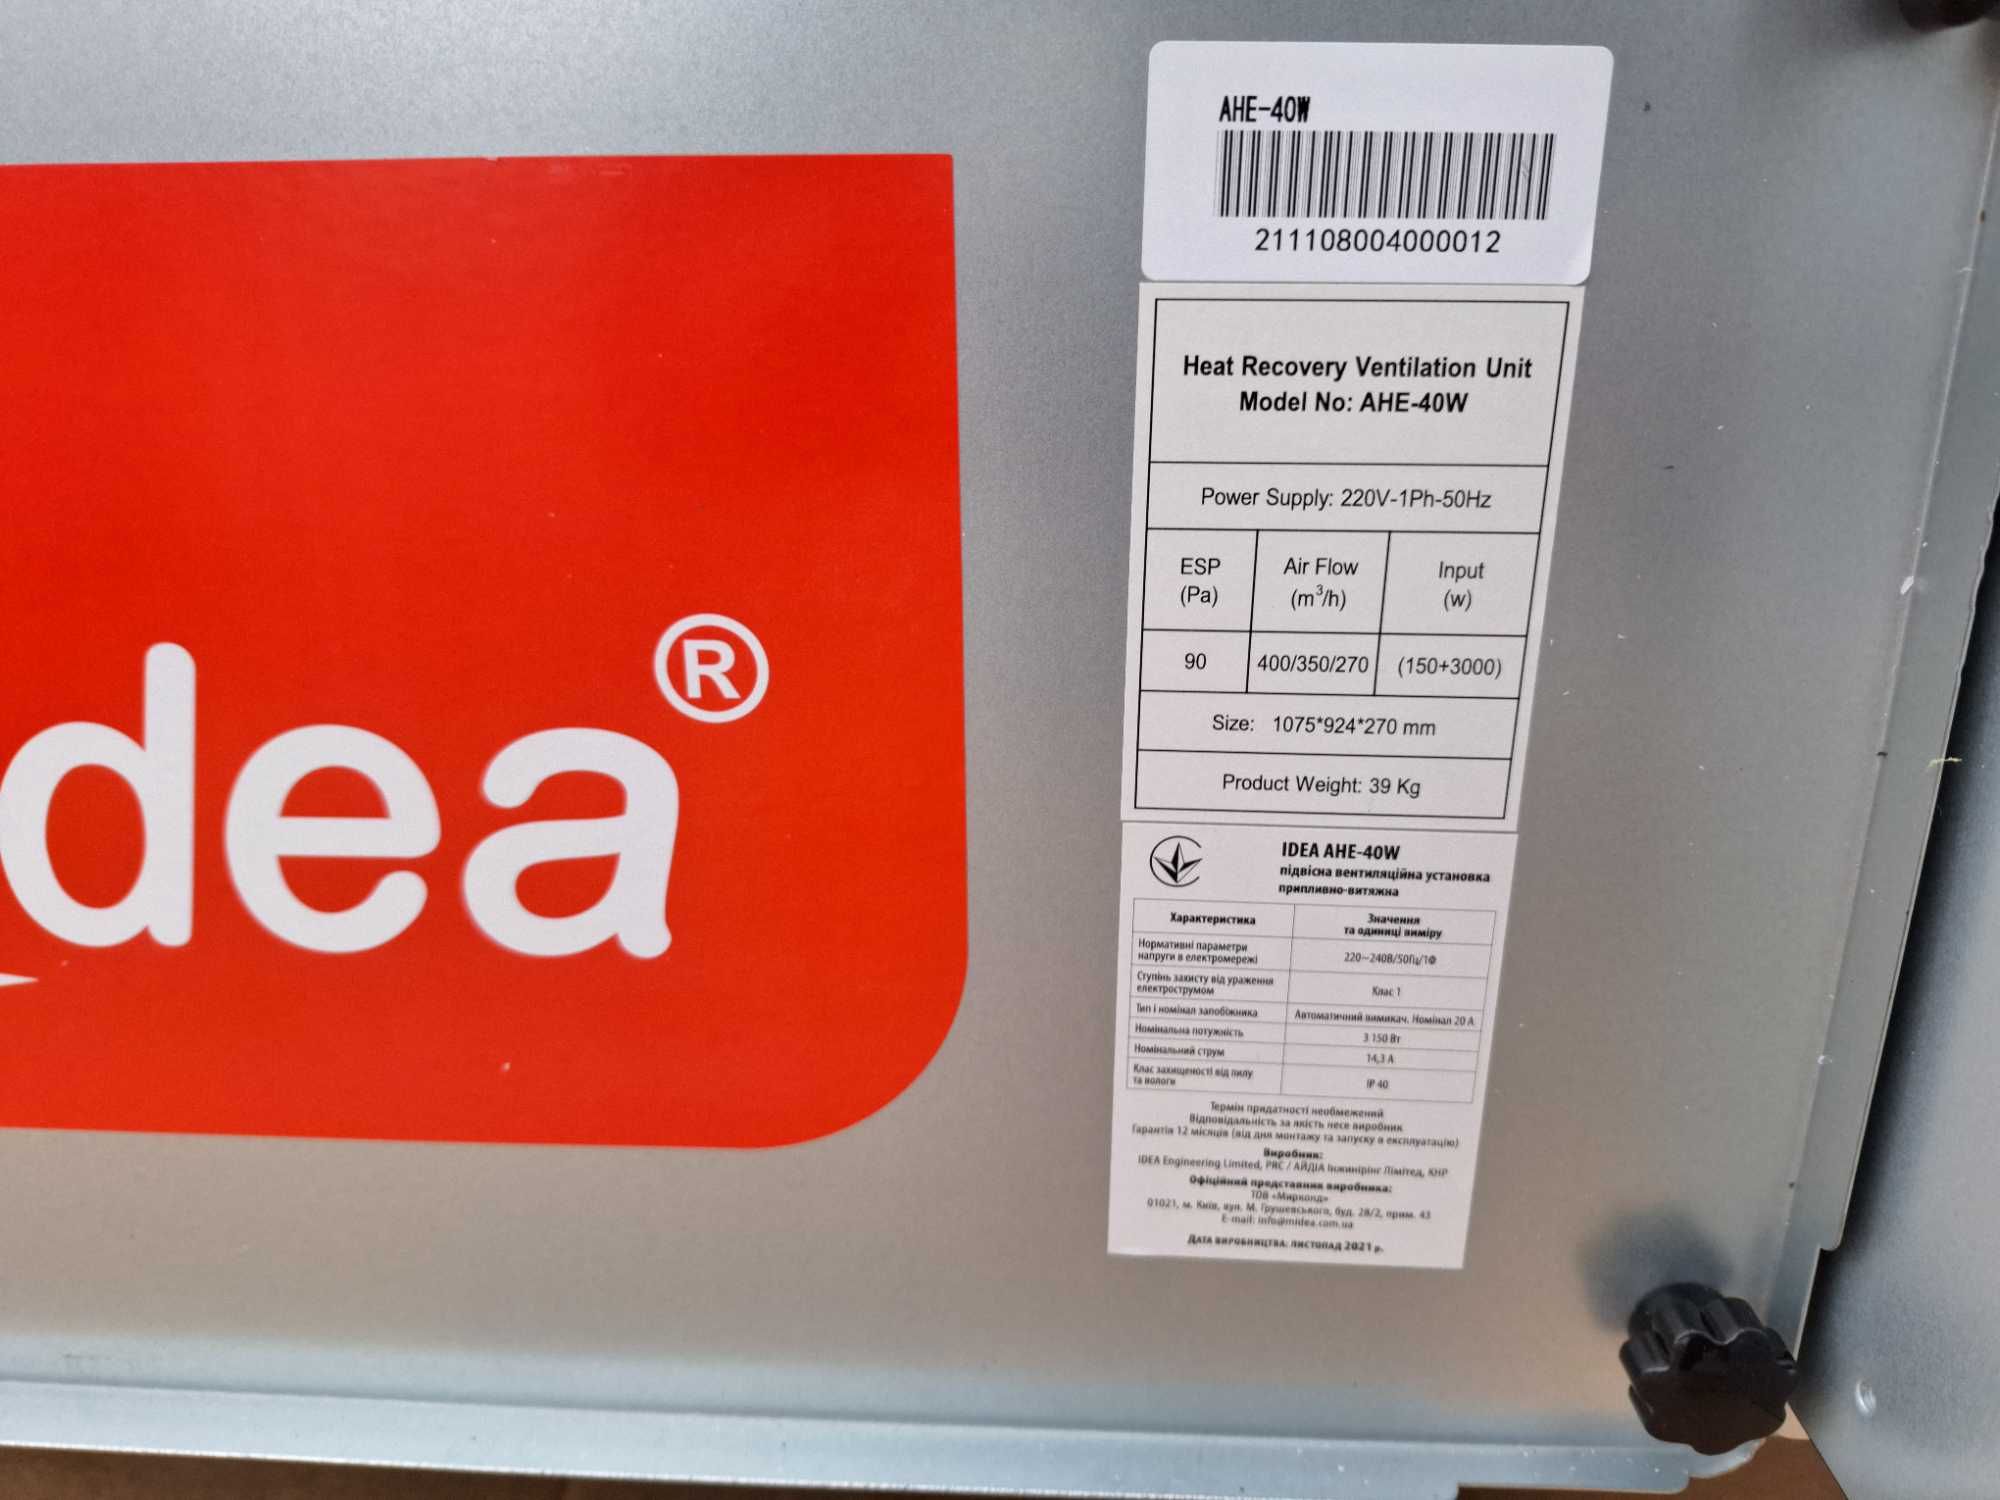 dea®
AHE-40W
211108004000012
Heat Recovery Ventilation Unit
Model No: AHE-40W
Power Supply: 220V-1Ph-50Hz
ESP (Pa) Air Flow (m³/h) Input (w)
90 400/350/270 (150+3000)
Size: 1075*924*270 mm
Product Weight: 39 Kg
IDEA AHE-40W
підвісна вентиляційна установка
припливно-витяжна
Характеристика Значення та одиниці виміру
Нормативні параметри напруги в електромережі 220~240В/50Гц/1Ф
Ступінь захисту від ураження електрострумом Клас 1
Тип і номінал запобіжника Автоматичний вимикач. Номінал 20 А
Номінальна потужність 3 150 Вт
Номінальний струм 14,3 А
Клас захищеності від пилу та вологи IP 40
Термін придатності необмежений
Відповідальність за якість несе виробник
Гарантія 12 місяців (від дня монтажу та запуску в експлуатацію)
Виробник:
IDEA Engineering Limited, PRC / АЙДІА Інжинірінг Лімітед, КНР
Офіційний представник виробника:
ТОВ «Мирконд»
01021, м. Київ, вул. М. Грушевського, буд. 28/2, прим. 43
E-mail: info@midea.com.ua
Дата виробництва: листопад 2021 р.